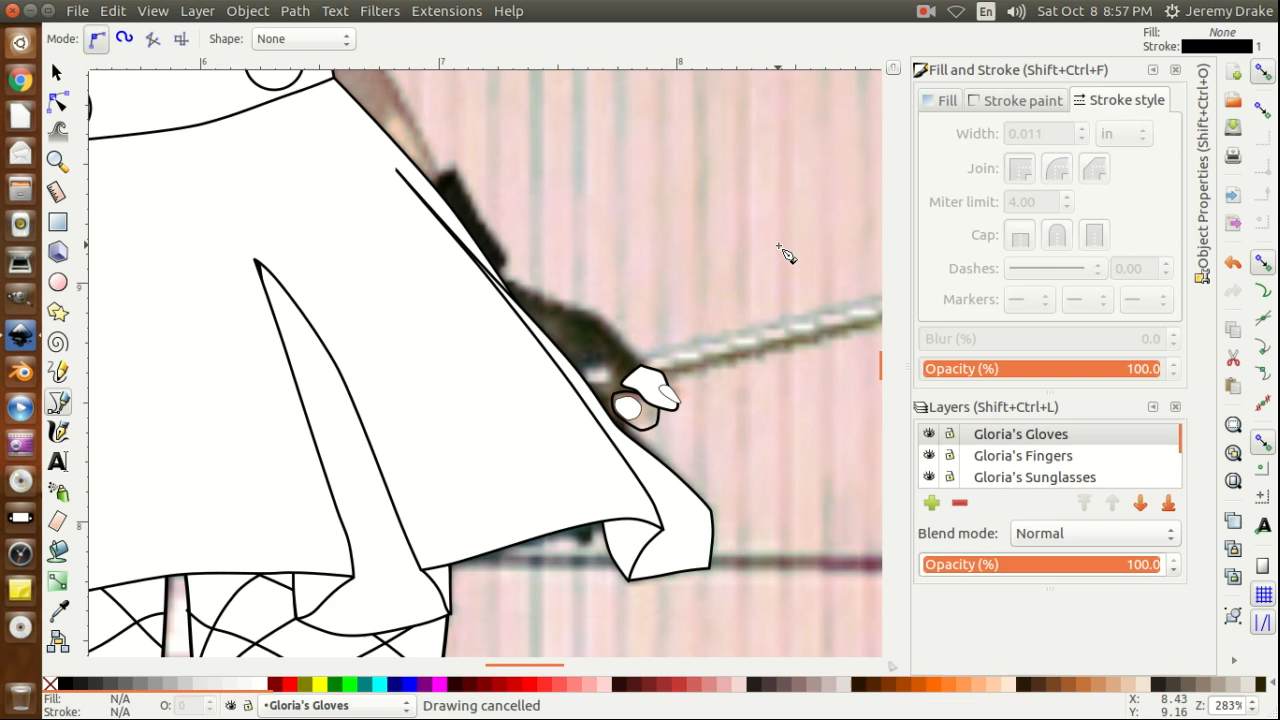 File Edit View Layer Object Path Text Filters Extensions Help
En Sat Oct 8 8:57 PM Jeremy Drake
Mode: Shape: None
Fill: None
Stroke: 1
6 7 8
Fill and Stroke (Shift+Ctrl+F)
Fill Stroke paint Stroke style
Width: 0.011 in
Join:
Miter limit: 4.00
Cap:
Dashes: 0.00
Markers:
Blur (%) 0.0
Opacity (%) 100.0
Object Properties (Shift+Ctrl+O)
Layers (Shift+Ctrl+L)
Gloria's Gloves
Gloria's Fingers
Gloria's Sunglasses
Blend mode: Normal
Opacity (%) 100.0
9
8
Fill: N/A
Stroke: N/A
O: 0
•Gloria's Gloves
Drawing cancelled
X: 8.43
Y: 9.16
Z: 283%